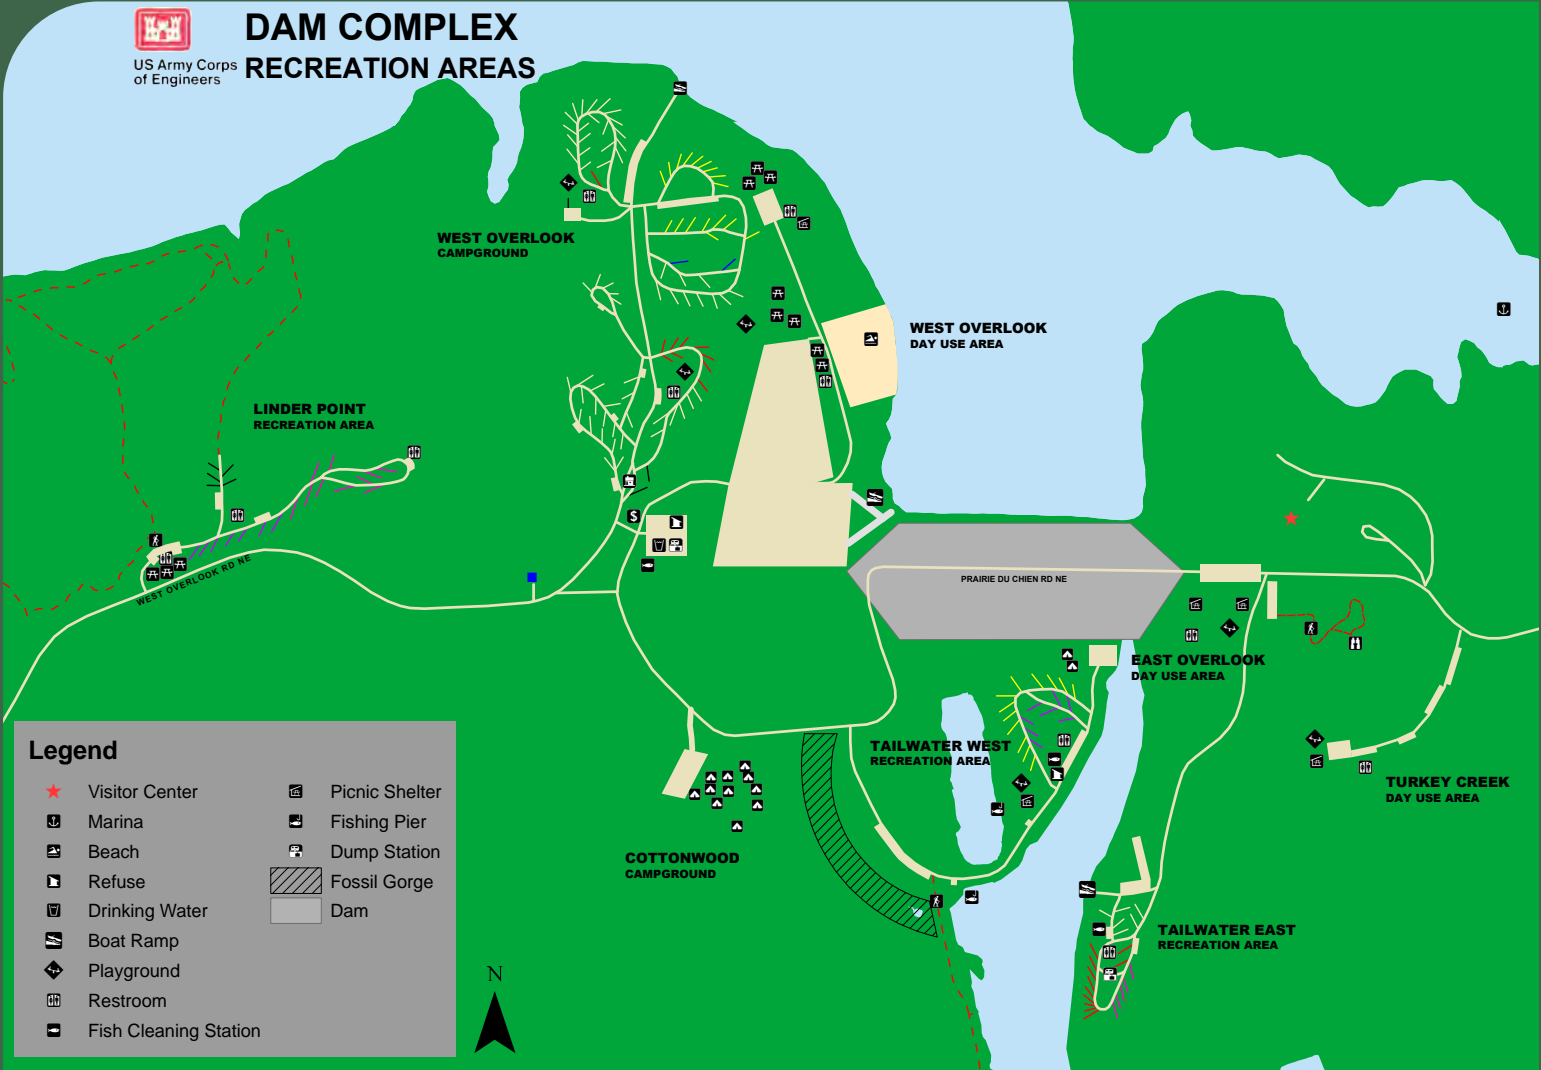 DAM COMPLEX
RECREATION AREAS
US Army Corps
of Engineers
WEST OVERLOOK
CAMPGROUND
WEST OVERLOOK
DAY USE AREA
LINDER POINT
RECREATION AREA
$
WEST OVERLOOK RD NE
PRAIRIE DU CHIEN RD NE
EAST OVERLOOK
DAY USE AREA
TAILWATER WEST
RECREATION AREA
TURKEY CREEK
DAY USE AREA
COTTONWOOD
CAMPGROUND
TAILWATER EAST
RECREATION AREA
Legend
Visitor Center
Marina
Beach
Refuse
Drinking Water
Boat Ramp
Playground
Restroom
Fish Cleaning Station
Picnic Shelter
Fishing Pier
Dump Station
Fossil Gorge
Dam
N